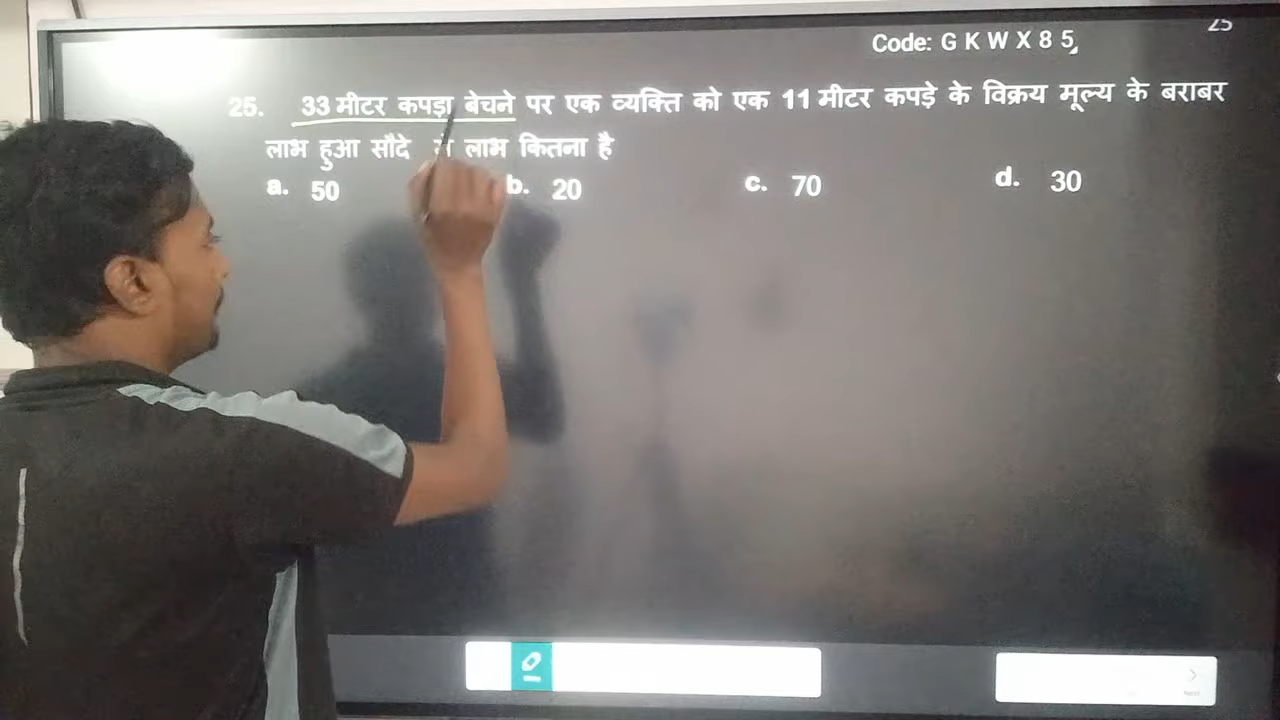 25
Code: G K W X 8 5
25. 33 मीटर कपड़ा बेचने पर एक व्यक्ति को एक 11 मीटर कपड़े के विक्रय मूल्य के बराबर
लाभ हुआ सौदे लाभ कितना है
a. 50 b. 20 c. 70 d. 30
Next